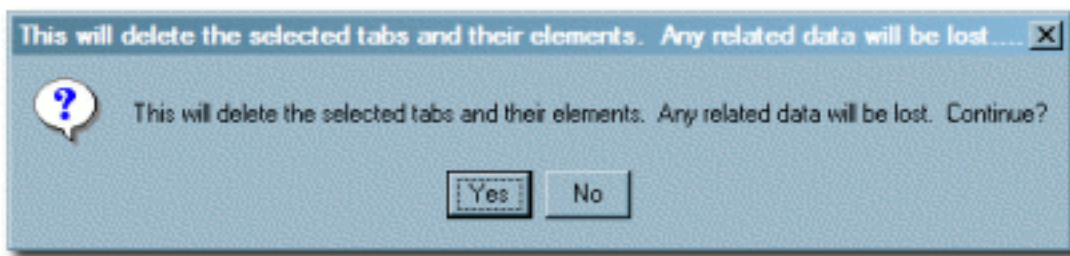 This will delete the selected tabs and their elements.  Any related data will be lost....
This will delete the selected tabs and their elements.  Any related data will be lost.  Continue?
Yes
No